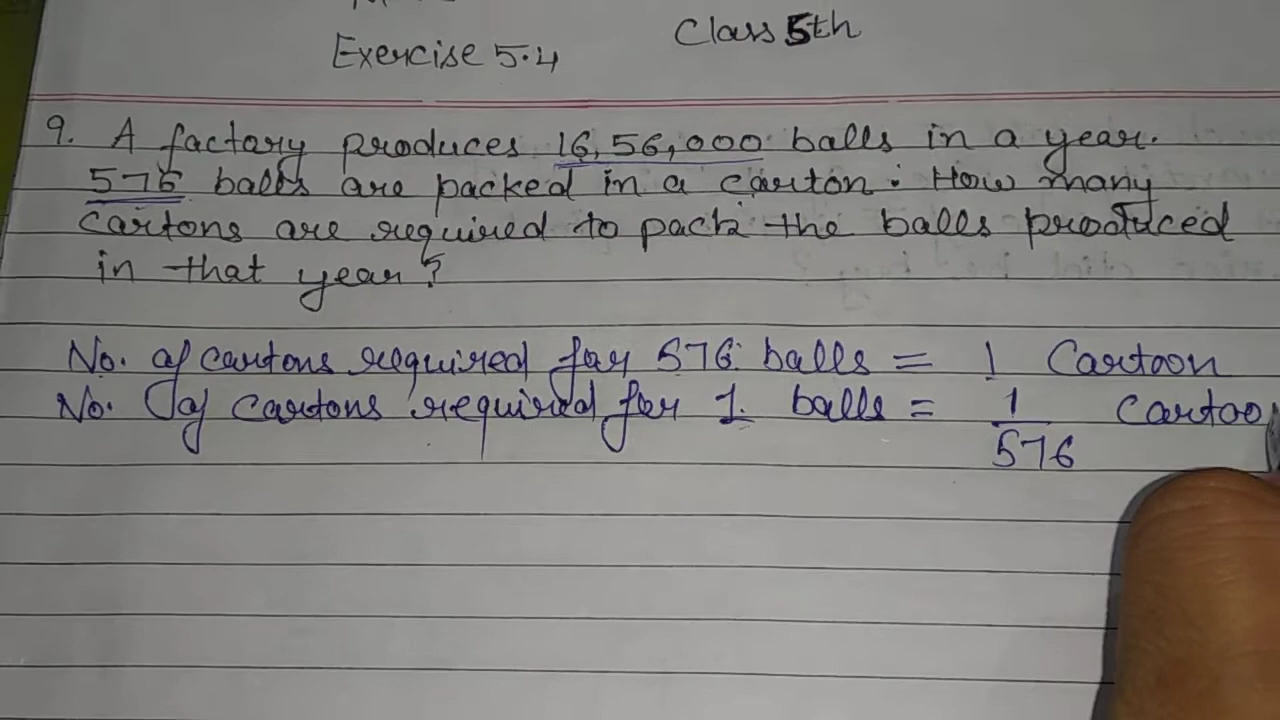 Class 5th
Exercise 5.4
9. A factory produces 16,56,000 balls in a year.
576 balls are packed in a carton. How many
cartons are required to pack the balls produced
in that year?
No. of cartons required for 576 balls = 1 Cartoon
No. of cartons required for 1 balls = 1/576 Cartoo